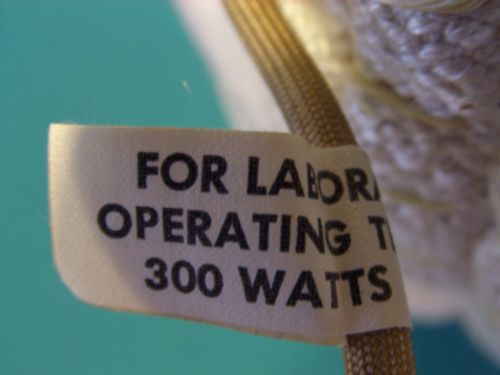 FOR LABORA
OPERATING T
300 WATTS